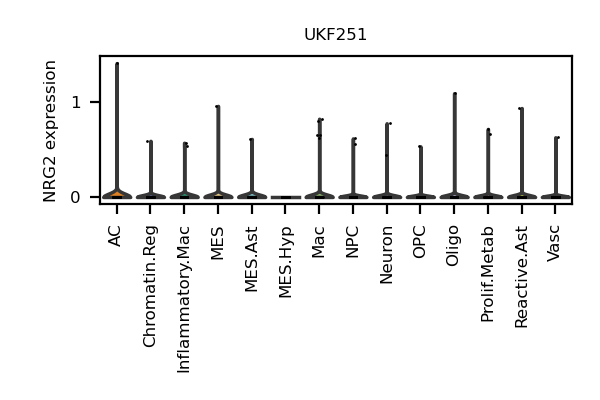 UKF251
NRG2 expression
1
0
AC
Chromatin.Reg
Inflammatory.Mac
MES
MES.Ast
MES.Hyp
Mac
NPC
Neuron
OPC
Oligo
Prolif.Metab
Reactive.Ast
Vasc